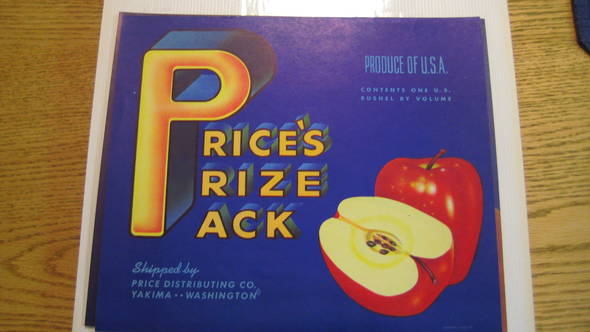 PRICE'S
PRIZE
PACK
PRODUCE OF U.S.A.
CONTENTS ONE U.S.
BUSHEL BY VOLUME
Shipped by
PRICE DISTRIBUTING CO.
YAKIMA •• WASHINGTON